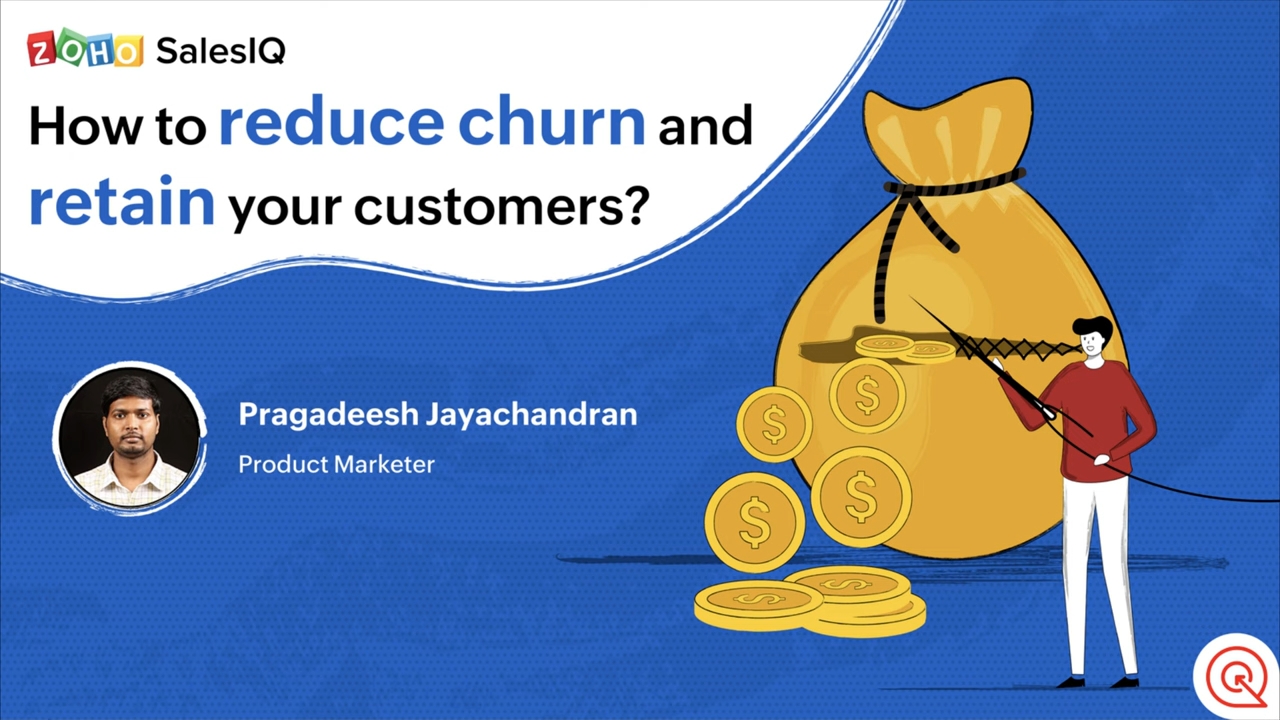 ZOHO SalesIQ
How to reduce churn and
retain your customers?
Pragadeesh Jayachandran
Product Marketer
$
$
$
$
$
$
$
$